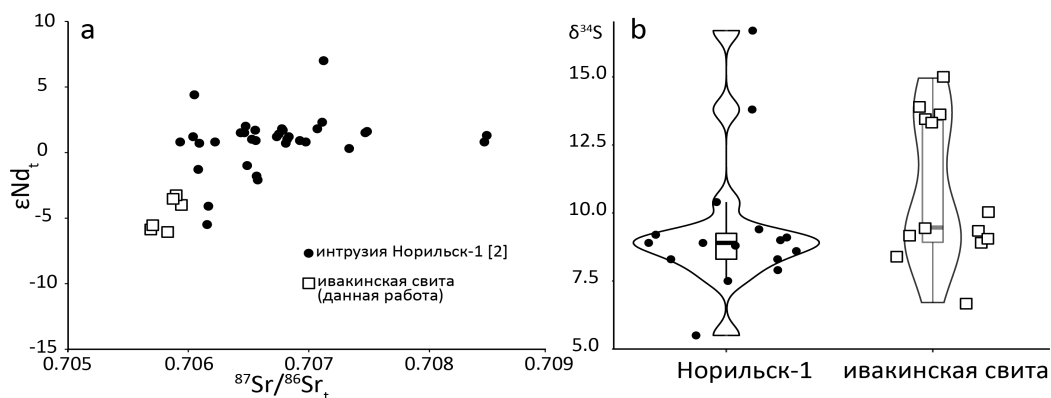 a
10
5
0
-5
-10
-15
εNd t
0.705
0.706
0.707
0.708
0.709
87Sr/86Sr t
интрузия Норильск-1 [2]
ивакинская свита
(данная работа)
b
δ34S
15.0
12.5
10.0
7.5
5.0
Норильск-1
ивакинская свита